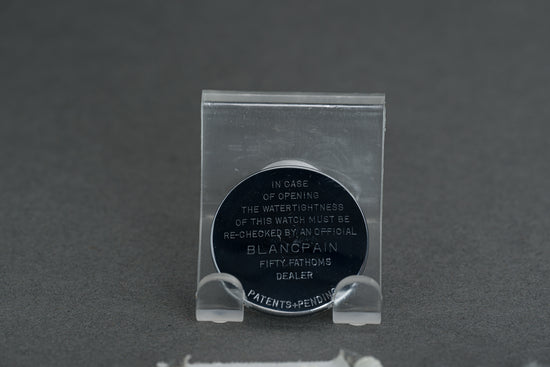 IN CASE
OF OPENING
THE WATERTIGHTNESS
OF THIS WATCH MUST BE
RE-CHECKED BY AN OFFICIAL
BLANCPAIN
FIFTY FATHOMS
DEALER
PATENTS+PENDING